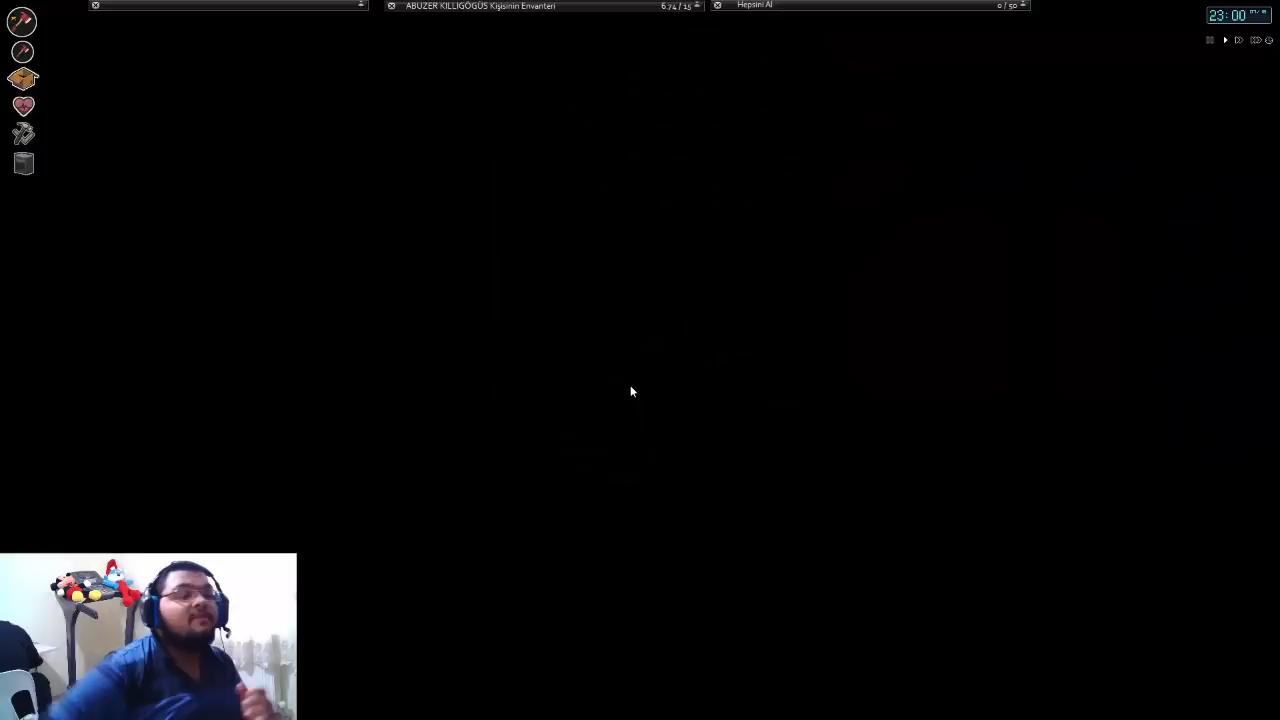 ABUZER KILLIGÖGÜS Kişisinin Envanteri 6.74 / 15
Hepsini Al 0 / 50
23:00